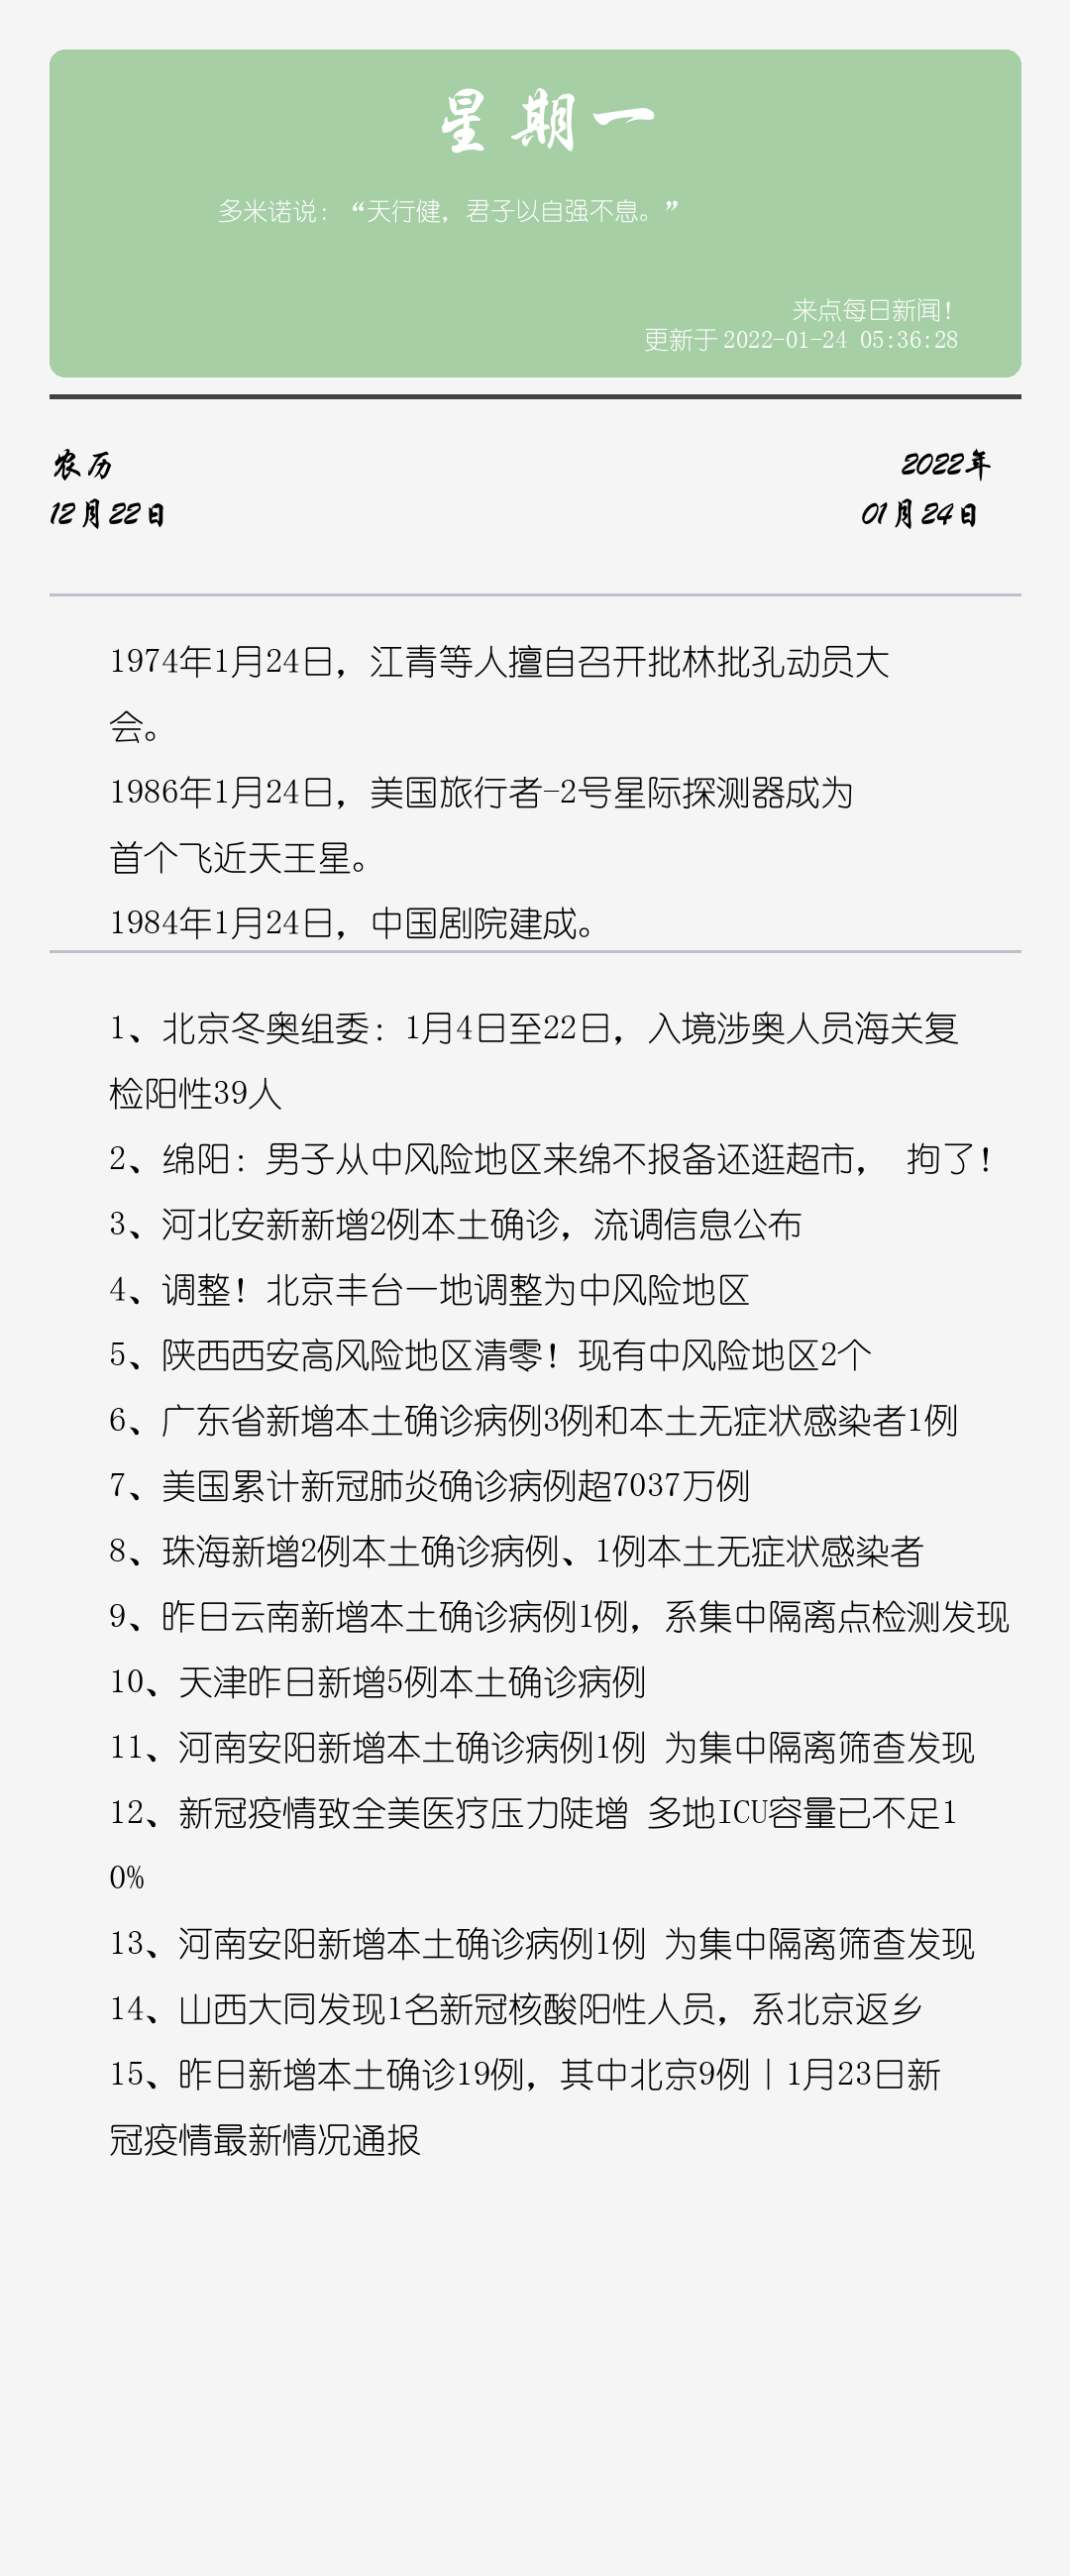 星期一
多米诺说：“天行健，君子以自强不息。”
来点每日新闻！
更新于 2022-01-24 05:36:28
农历
2022年
12月22日
01月24日
1974年1月24日，江青等人擅自召开批林批孔动员大
会。
1986年1月24日，美国旅行者-2号星际探测器成为
首个飞近天王星。
1984年1月24日，中国剧院建成。
1、北京冬奥组委：1月4日至22日，入境涉奥人员海关复
检阳性39人
2、绵阳：男子从中风险地区来绵不报备还逛超市， 拘了！
3、河北安新新增2例本土确诊，流调信息公布
4、调整！北京丰台一地调整为中风险地区
5、陕西西安高风险地区清零！现有中风险地区2个
6、广东省新增本土确诊病例3例和本土无症状感染者1例
7、美国累计新冠肺炎确诊病例超7037万例
8、珠海新增2例本土确诊病例、1例本土无症状感染者
9、昨日云南新增本土确诊病例1例，系集中隔离点检测发现
10、天津昨日新增5例本土确诊病例
11、河南安阳新增本土确诊病例1例 为集中隔离筛查发现
12、新冠疫情致全美医疗压力陡增 多地ICU容量已不足1
0%
13、河南安阳新增本土确诊病例1例 为集中隔离筛查发现
14、山西大同发现1名新冠核酸阳性人员，系北京返乡
15、昨日新增本土确诊19例，其中北京9例丨1月23日新
冠疫情最新情况通报